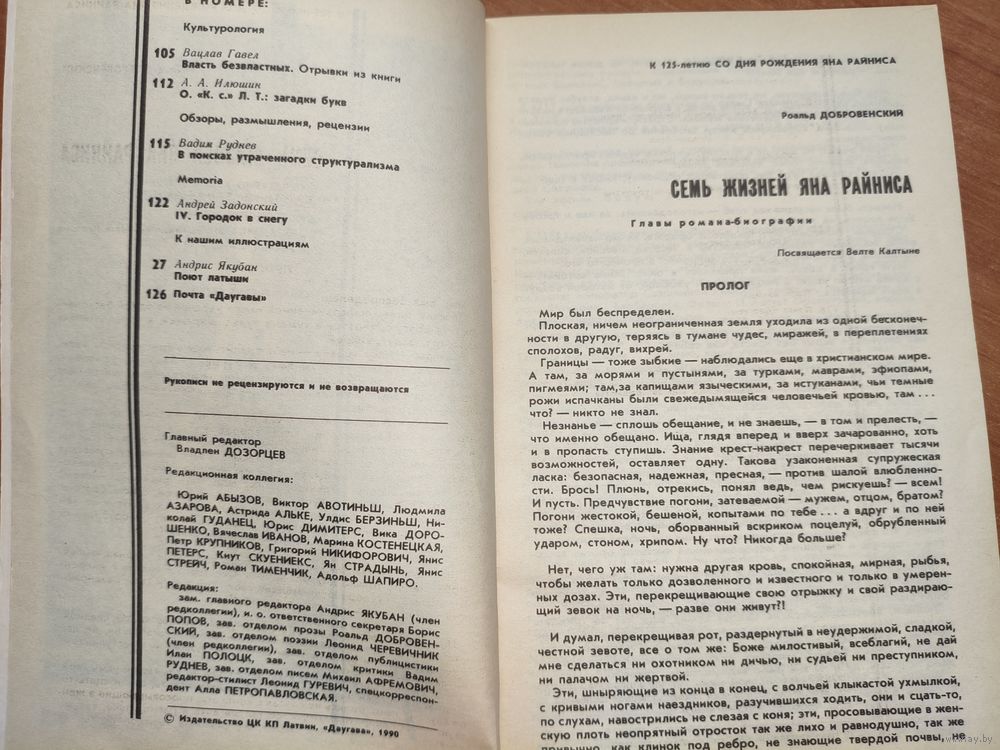 В НОМЕРЕ:
Культурология
105 Вацлав Гавел
Власть безвластных. Отрывки из книги
112 А. А. Илюшин
О. «К. с.» Л. Т.: загадки букв
Обзоры, размышления, рецензии
115 Вадим Руднев
В поисках утраченного структурализма
Memoria
122 Андрей Задонский
IV. Городок в снегу
К нашим иллюстрациям
27 Андрис Якубан
Поют латыши
126 Почта «Даугавы»
Рукописи не рецензируются и не возвращаются
Главный редактор
Владлен ДОЗОРЦЕВ
Редакционная коллегия:
Юрий АБЫЗОВ, Виктор АВОТИНЬШ, Людмила
АЗАРОВА, Астрида АЛЬКЕ, Улдис БЕРЗИНЬШ, Ни-
колай ГУДАНЕЦ, Юрис ДИМИТЕРС, Вика ДОРО-
ШЕНКО, Вячеслав ИВАНОВ, Марина КОСТЕНЕЦКАЯ,
Петр КРУПНИКОВ, Григорий НИКИФОРОВИЧ, Янис
ПЕТЕРС, Кнут СКУЕНИЕКС, Ян СТРАДЫНЬ, Янис
СТРЕЙЧ, Роман ТИМЕНЧИК, Адольф ШАПИРО.
Редакция:
зам. главного редактора Андрис ЯКУБАН (член
редколлегии), и. о. ответственного секретаря Борис
ПОПОВ, зав. отделом прозы Роальд ДОБРОВЕН-
СКИЙ, зав. отделом поэзии Леонид ЧЕРЕВИЧНИК
(член редколлегии), зав. отделом публицистики
Илан ПОЛОЦК, зав. отделом критики Вадим
РУДНЕВ, зав. отделом писем Михаил АФРЕМОВИЧ,
редактор-стилист Леонид ГУРЕВИЧ, спецкорреспон-
дент Алла ПЕТРОПАВЛОВСКАЯ.
© Издательство ЦК КП Латвии, «Даугава», 1990
К 125-летию СО ДНЯ РОЖДЕНИЯ ЯНА РАЙНИСА
Роальд ДОБРОВЕНСКИЙ
СЕМЬ ЖИЗНЕЙ ЯНА РАЙНИСА
Главы романа-биографии
Посвящается Велте Калтыне
ПРОЛОГ
Мир был беспределен.
Плоская, ничем неограниченная земля уходила из одной бесконеч-
ности в другую, теряясь в тумане чудес, миражей, в переплетениях
сполохов, радуг, вихрей.
Границы — тоже зыбкие — наблюдались еще в христианском мире.
А там, за морями и пустынями, за турками, маврами, эфиопами,
пигмеями; там,за капищами языческими, за истуканами, чьи темные
рожи испачканы были свежедымящейся человечьей кровью, там ...
что? — никто не знал.
Незнанье — сплошь обещание, и не знаешь, — в том и прелесть, —
что именно обещано. Ища, глядя вперед и вверх зачарованно, хоть
и в пропасть ступишь. Знание крест-накрест перечеркивает тысячи
возможностей, оставляет одну. Такова узаконенная супружеская
ласка: безопасная, надежная, пресная, — против шалой влюбленно-
сти. Брось! Плюнь, отрекись, понял ведь, чем рискуешь? — всем!
И пусть. Предчувствие погони, затеваемой — мужем, отцом, братом?
Погони жестокой, бешеной, копытами по тебе ... а вдруг и по ней
тоже? Спешка, ночь, оборванный вскриком поцелуй, обрубленный
ударом, стоном, хрипом. Ну что? Никогда больше?
Нет, чего уж там: нужна другая кровь, спокойная, мирная, рыбья,
чтобы желать только дозволенного и известного и только в умерен-
ных дозах. Эти, перекрещивающие свою отрыжку и свой раздираю-
щий зевок на ночь, — разве они живут?!
И думал, перекрещивая рот, раздернутый в неудержимой, сладкой,
честной зевоте, все о том же: Боже милостивый, всеблагий, не дай
мне сделаться ни охотником ни дичью, ни судьей ни преступником,
ни палачом ни жертвой.
Эти, шныряющие из конца в конец, с волчьей клыкастой ухмылкой,
с кривыми ногами наездников, разучившихся ходить, они и сцать-то,
по слухам, навострились не слезая с коня; эти, просовывающие в жен-
скую плоть неопрятный отросток так же лихо и равнодушно, так же
привычно, как клинок под ребро, не знающие твердой почвы, не